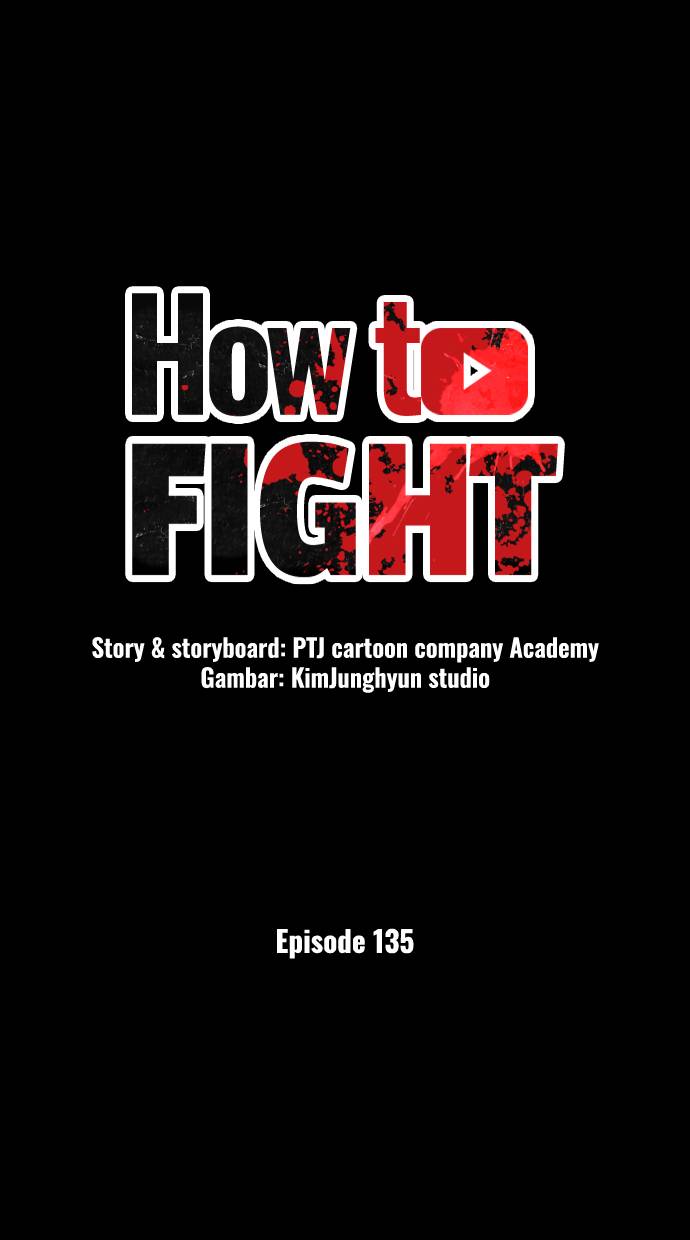 How to
FIGHT
Story & storyboard: PTJ cartoon company Academy
Gambar: KimJunghyun studio
Episode 135